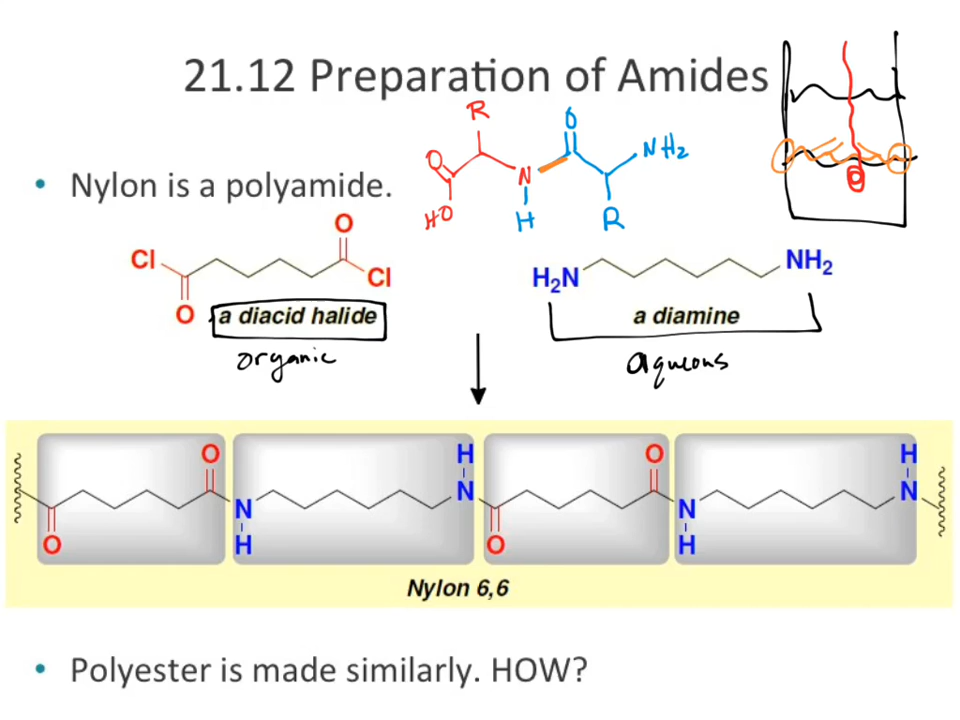 21.12 Preparation of Amides
R
O
O
N
NH2
HO
H
R
• Nylon is a polyamide.
O
Cl
Cl
O
H2N
NH2
a diacid halide
a diamine
organic
aqueous
O
H
O
H
N
N
N
N
O
H
O
H
Nylon 6,6
• Polyester is made similarly. HOW?